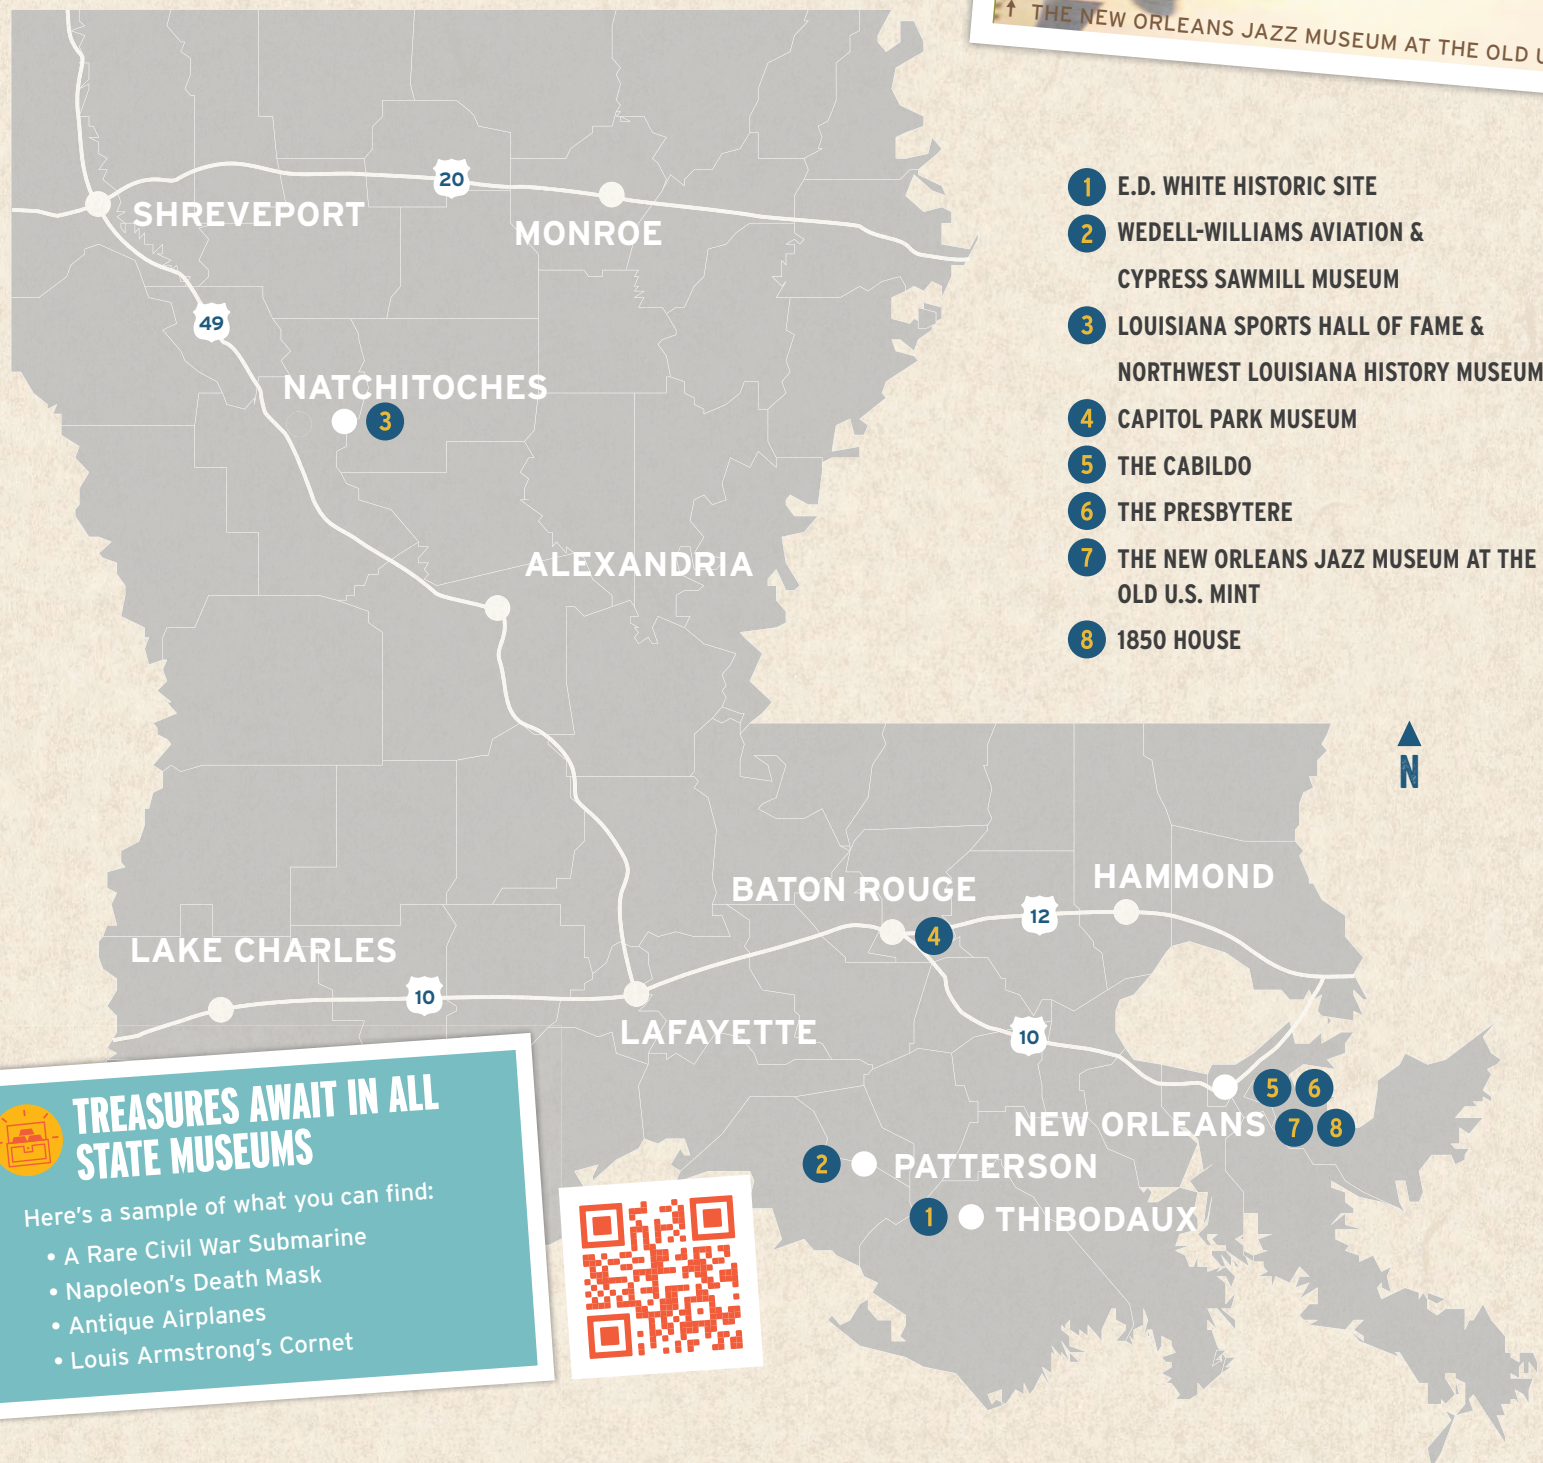 THE NEW ORLEANS JAZZ MUSEUM AT THE OLD
1 E.D. WHITE HISTORIC SITE
2 WEDELL-WILLIAMS AVIATION &
CYPRESS SAWMILL MUSEUM
3 LOUISIANA SPORTS HALL OF FAME &
NORTHWEST LOUISIANA HISTORY MUSEUM
4 CAPITOL PARK MUSEUM
5 THE CABILDO
6 THE PRESBYTERE
7 THE NEW ORLEANS JAZZ MUSEUM AT THE
OLD U.S. MINT
8 1850 HOUSE
N
20
SHREVEPORT
MONROE
49
NATCHITOCHES
3
ALEXANDRIA
BATON ROUGE
HAMMOND
12
4
LAKE CHARLES
10
LAFAYETTE
10
5 6
NEW ORLEANS
7 8
2 PATTERSON
1 THIBODAUX
TREASURES AWAIT IN ALL
STATE MUSEUMS
Here's a sample of what you can find:
• A Rare Civil War Submarine
• Napoleon's Death Mask
• Antique Airplanes
• Louis Armstrong's Cornet